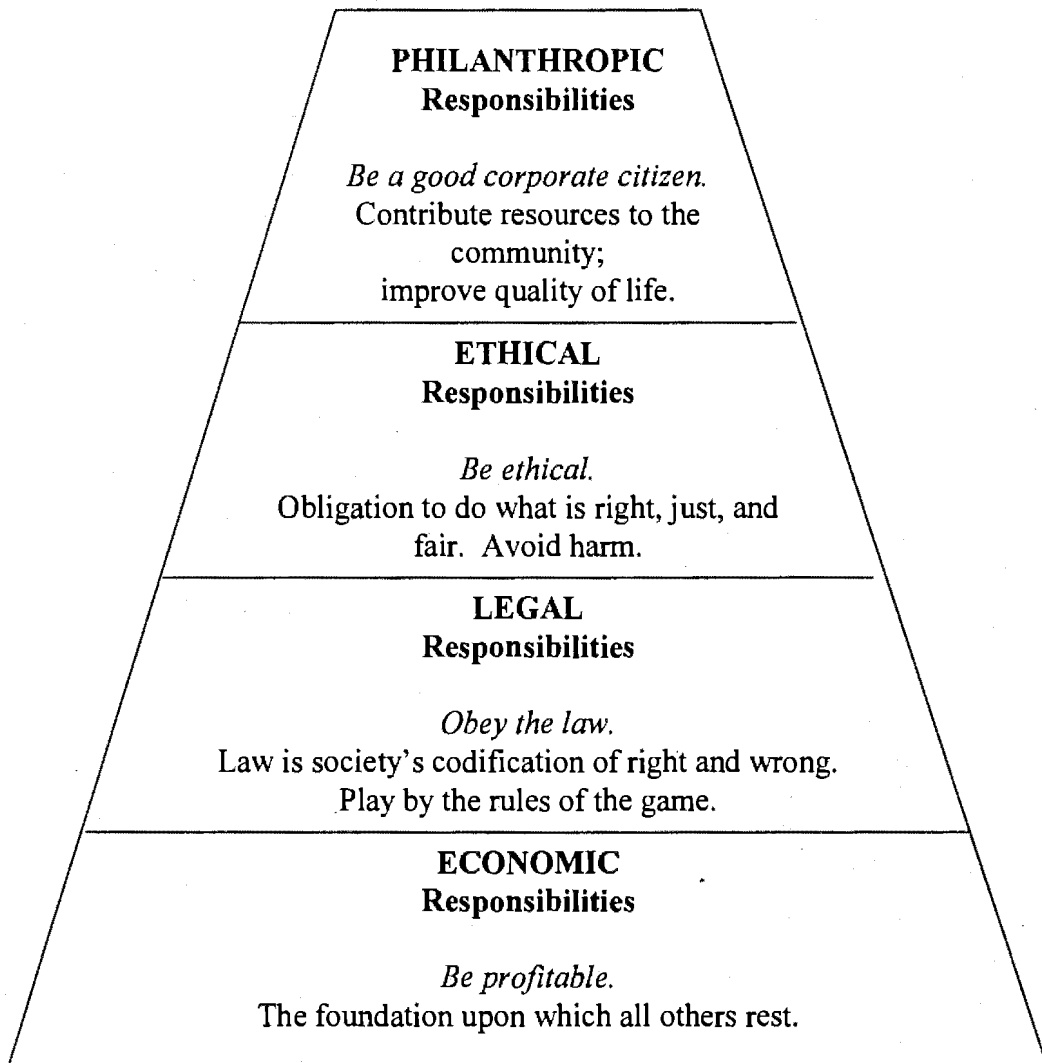 PHILANTHROPIC
Responsibilities
Be a good corporate citizen.
Contribute resources to the
community;
improve quality of life.
ETHICAL
Responsibilities
Be ethical.
Obligation to do what is right, just, and
fair. Avoid harm.
LEGAL
Responsibilities
Obey the law.
Law is society's codification of right and wrong.
Play by the rules of the game.
ECONOMIC
Responsibilities
Be profitable.
The foundation upon which all others rest.